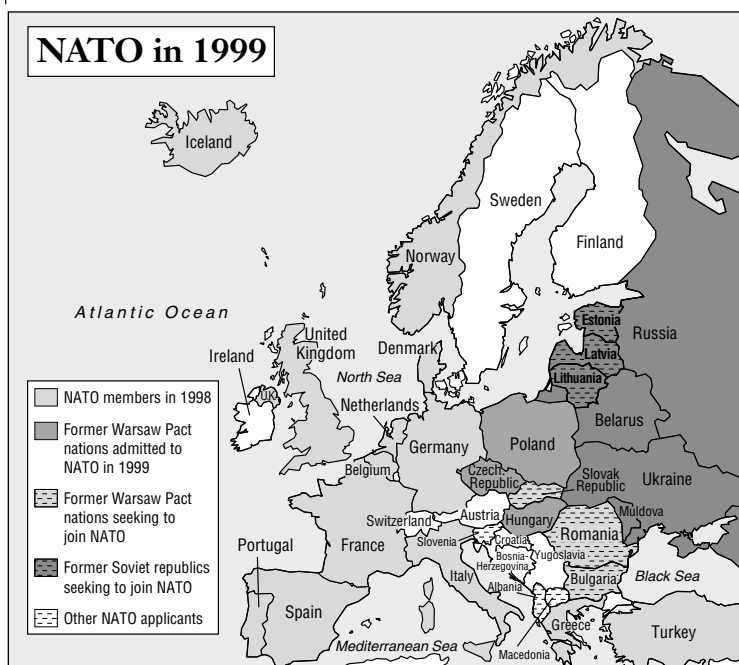 NATO in 1999
Iceland
Sweden
Finland
Norway
Atlantic Ocean
Estonia
Russia
United
Kingdom
Denmark
Latvia
Ireland
North Sea
Lithuania
UK
Netherlands
Belarus
NATO members in 1998
Former Warsaw Pact
nations admitted to
NATO in 1999
Former Warsaw Pact
nations seeking to
join NATO
Former Soviet republics
seeking to join NATO
Other NATO applicants
Germany
Poland
Belgium
Czech.
Republic
Slovak
Republic
Ukraine
Muldova
Switzerland
Austria
Hungary
Portugal
France
Slovenia
Croatia
Romania
Bosnia-
Herzegovina
Yugoslavia
Italy
Albania
Bulgaria
Black Sea
Spain
Mediterranean Sea
Macedonia
Greece
Turkey